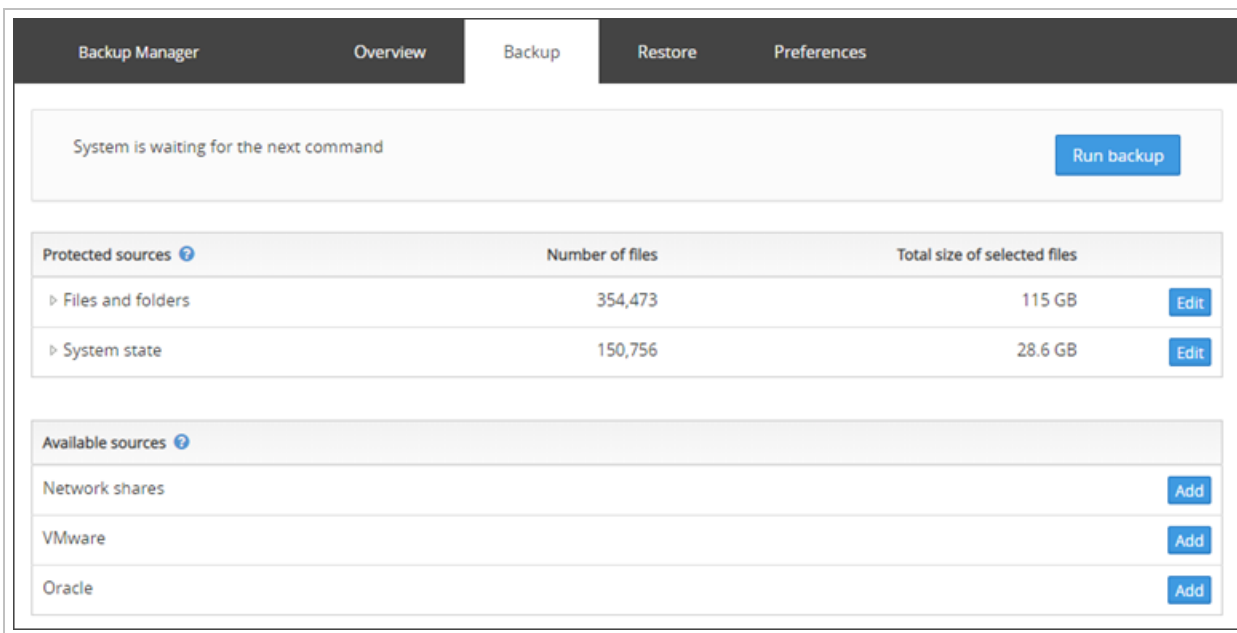 Backup Manager Overview Backup Restore Preferences
System is waiting for the next command Run backup
Protected sources Number of files Total size of selected files
Files and folders 354,473 115 GB Edit
System state 150,756 28.6 GB Edit
Available sources
Network shares Add
VMware Add
Oracle Add